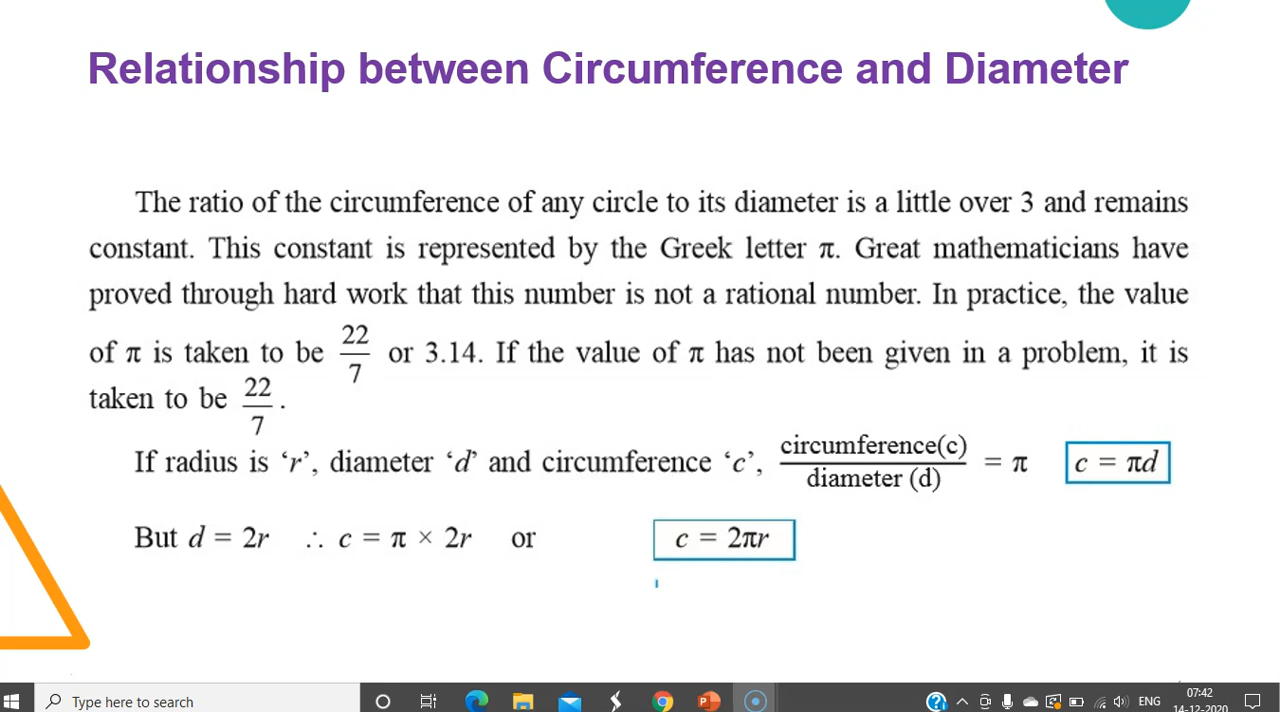 Relationship between Circumference and Diameter
The ratio of the circumference of any circle to its diameter is a little over 3 and remains
constant. This constant is represented by the Greek letter π. Great mathematicians have
proved through hard work that this number is not a rational number. In practice, the value
of π is taken to be 22/7 or 3.14. If the value of π has not been given in a problem, it is
taken to be 22/7.
If radius is ‘r’, diameter ‘d’ and circumference ‘c’, circumference(c)/diameter (d) = π c = πd
But d = 2r ∴ c = π × 2r or c = 2πr
Type here to search
ENG
07:42
14-12-2020